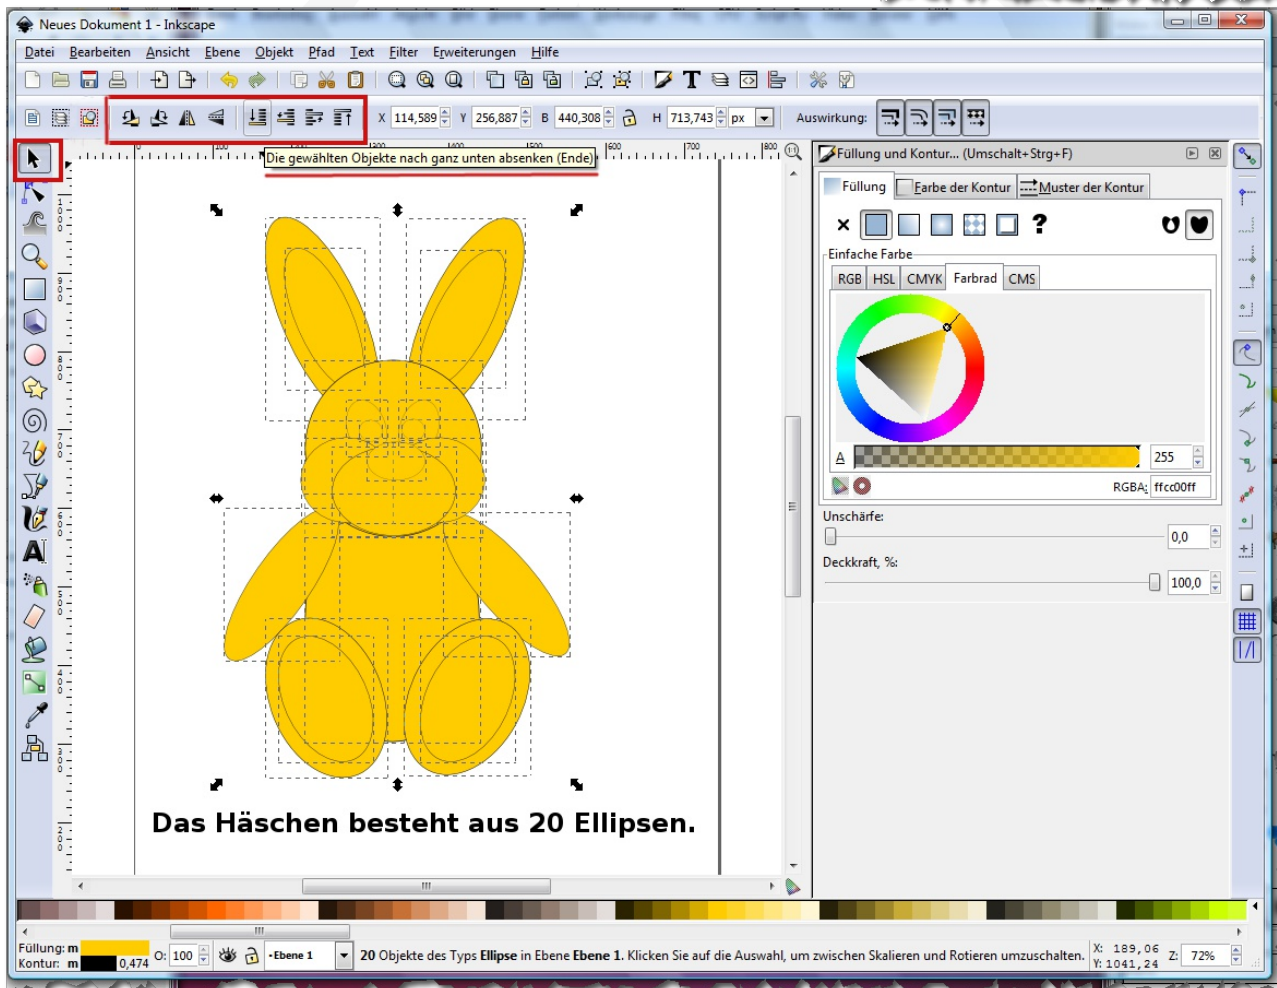 Neues Dokument 1 - Inkscape
Datei Bearbeiten Ansicht Ebene Objekt Pfad Text Filter Erweiterungen Hilfe
X 114,589 Y 256,887 B 440,308 H 713,743 px Auswirkung:
Die gewählten Objekte nach ganz unten absenken (Ende)
Füllung und Kontur... (Umschalt+Strg+F)
Füllung Farbe der Kontur Muster der Kontur
Einfache Farbe
RGB HSL CMYK Farbrad CMS
A 255
RGBA: ffcc00ff
Unschärfe:
0,0
Deckkraft, %:
100,0
Das Häschen besteht aus 20 Ellipsen.
Füllung: m
Kontur: m 0,474
O: 100
Ebene 1
20 Objekte des Typs Ellipse in Ebene Ebene 1. Klicken Sie auf die Auswahl, um zwischen Skalieren und Rotieren umzuschalten.
X: 189,06
Y: 1041,24
Z: 72%